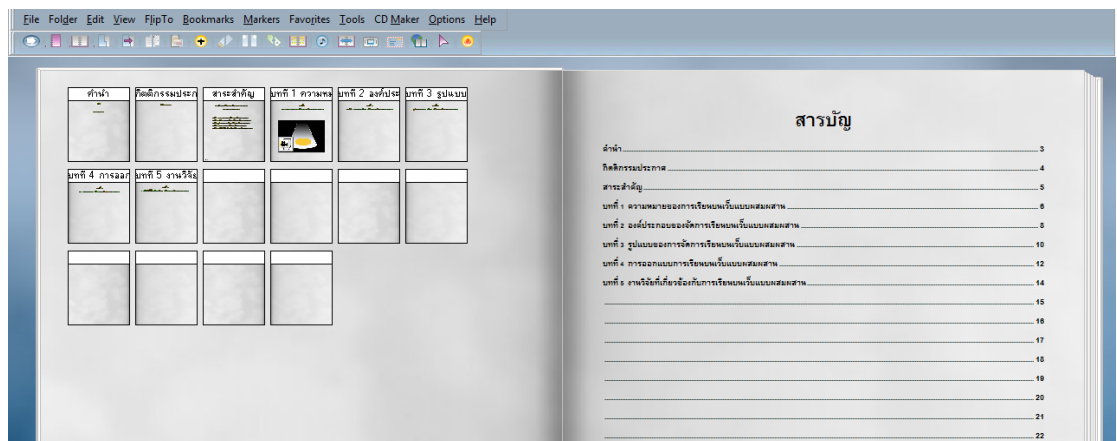 File Folder Edit View FlipTo Bookmarks Markers Favorites Tools CD Maker Options Help
คำนำ กิตติกรรมประก สาระสำคัญ บทที่ 1 ความหม บทที่ 2 องค์ประ บทที่ 3 รูปแบบ
บทที่ 4 การออก บทที่ 5 งานวิจัย
สารบัญ
คำนำ 3
กิตติกรรมประกาศ 4
สาระสำคัญ 5
บทที่ 1 ความหมายของการเรียนบนเว็บแบบผสมผสาน 6
บทที่ 2 องค์ประกอบของจัดการเรียนบนเว็บแบบผสมผสาน 8
บทที่ 3 รูปแบบของการจัดการเรียนบนเว็บแบบผสมผสาน 10
บทที่ 4 การออกแบบการเรียนบนเว็บแบบผสมผสาน 12
บทที่ 5 งานวิจัยที่เกี่ยวข้องกับการเรียนบนเว็บแบบผสมผสาน 14
15
16
17
18
19
20
21
22